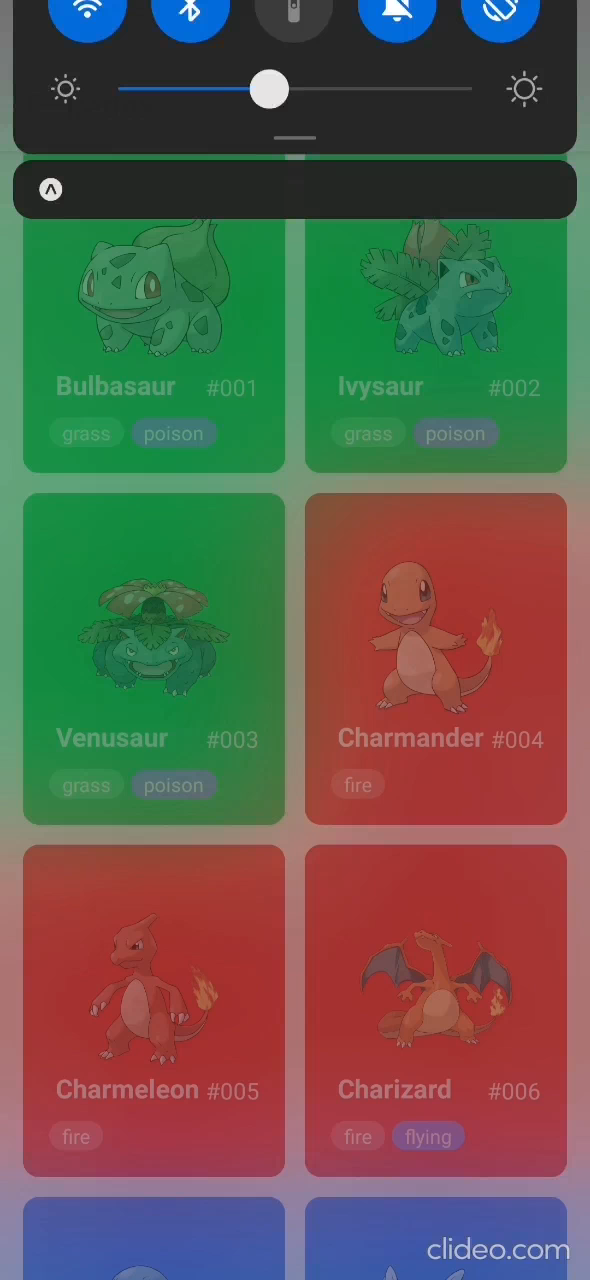 Bulbasaur #001 Ivysaur #002
grass poison grass poison
Venusaur #003 Charmander #004
grass poison fire
Charmeleon #005 Charizard #006
fire fire flying
clideo.com